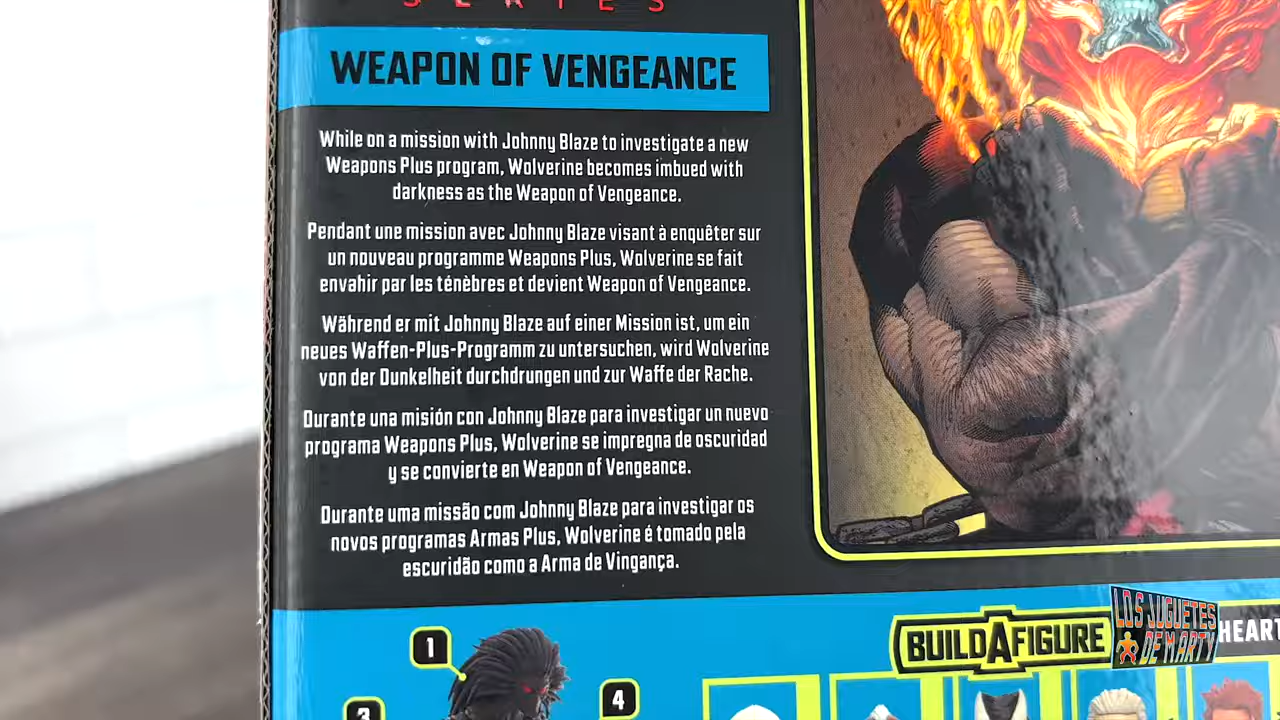 SERIES
WEAPON OF VENGEANCE
While on a mission with Johnny Blaze to investigate a new
Weapons Plus program, Wolverine becomes imbued with
darkness as the Weapon of Vengeance.
Pendant une mission avec Johnny Blaze visant à enquêter sur
un nouveau programme Weapons Plus, Wolverine se fait
envahir par les ténèbres et devient Weapon of Vengeance.
Während er mit Johnny Blaze auf einer Mission ist, um ein
neues Waffen-Plus-Programm zu untersuchen, wird Wolverine
von der Dunkelheit durchdrungen und zur Waffe der Rache.
Durante una misión con Johnny Blaze para investigar un nuevo
programa Weapons Plus, Wolverine se impregna de oscuridad
y se convierte en Weapon of Vengeance.
Durante uma missão com Johnny Blaze para investigar os
novos programas Armas Plus, Wolverine é tomado pela
escuridão como a Arma de Vingança.
1
3
4
BUILD A FIGURE
LOS JUGUETES
DE MARTY
HEART